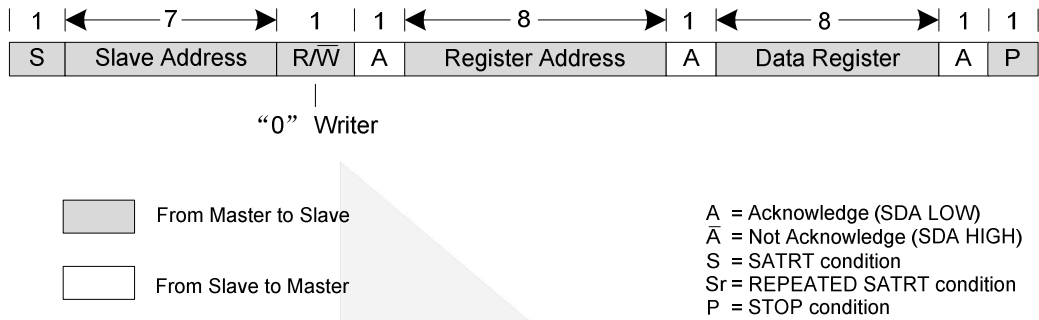 1 7 1 1 8 1 8 1 1
S Slave Address R/W̅ A Register Address A Data Register A P
“0” Writer
From Master to Slave
From Slave to Master
A = Acknowledge (SDA LOW)
A̅ = Not Acknowledge (SDA HIGH)
S = SATRT condition
Sr = REPEATED SATRT condition
P = STOP condition